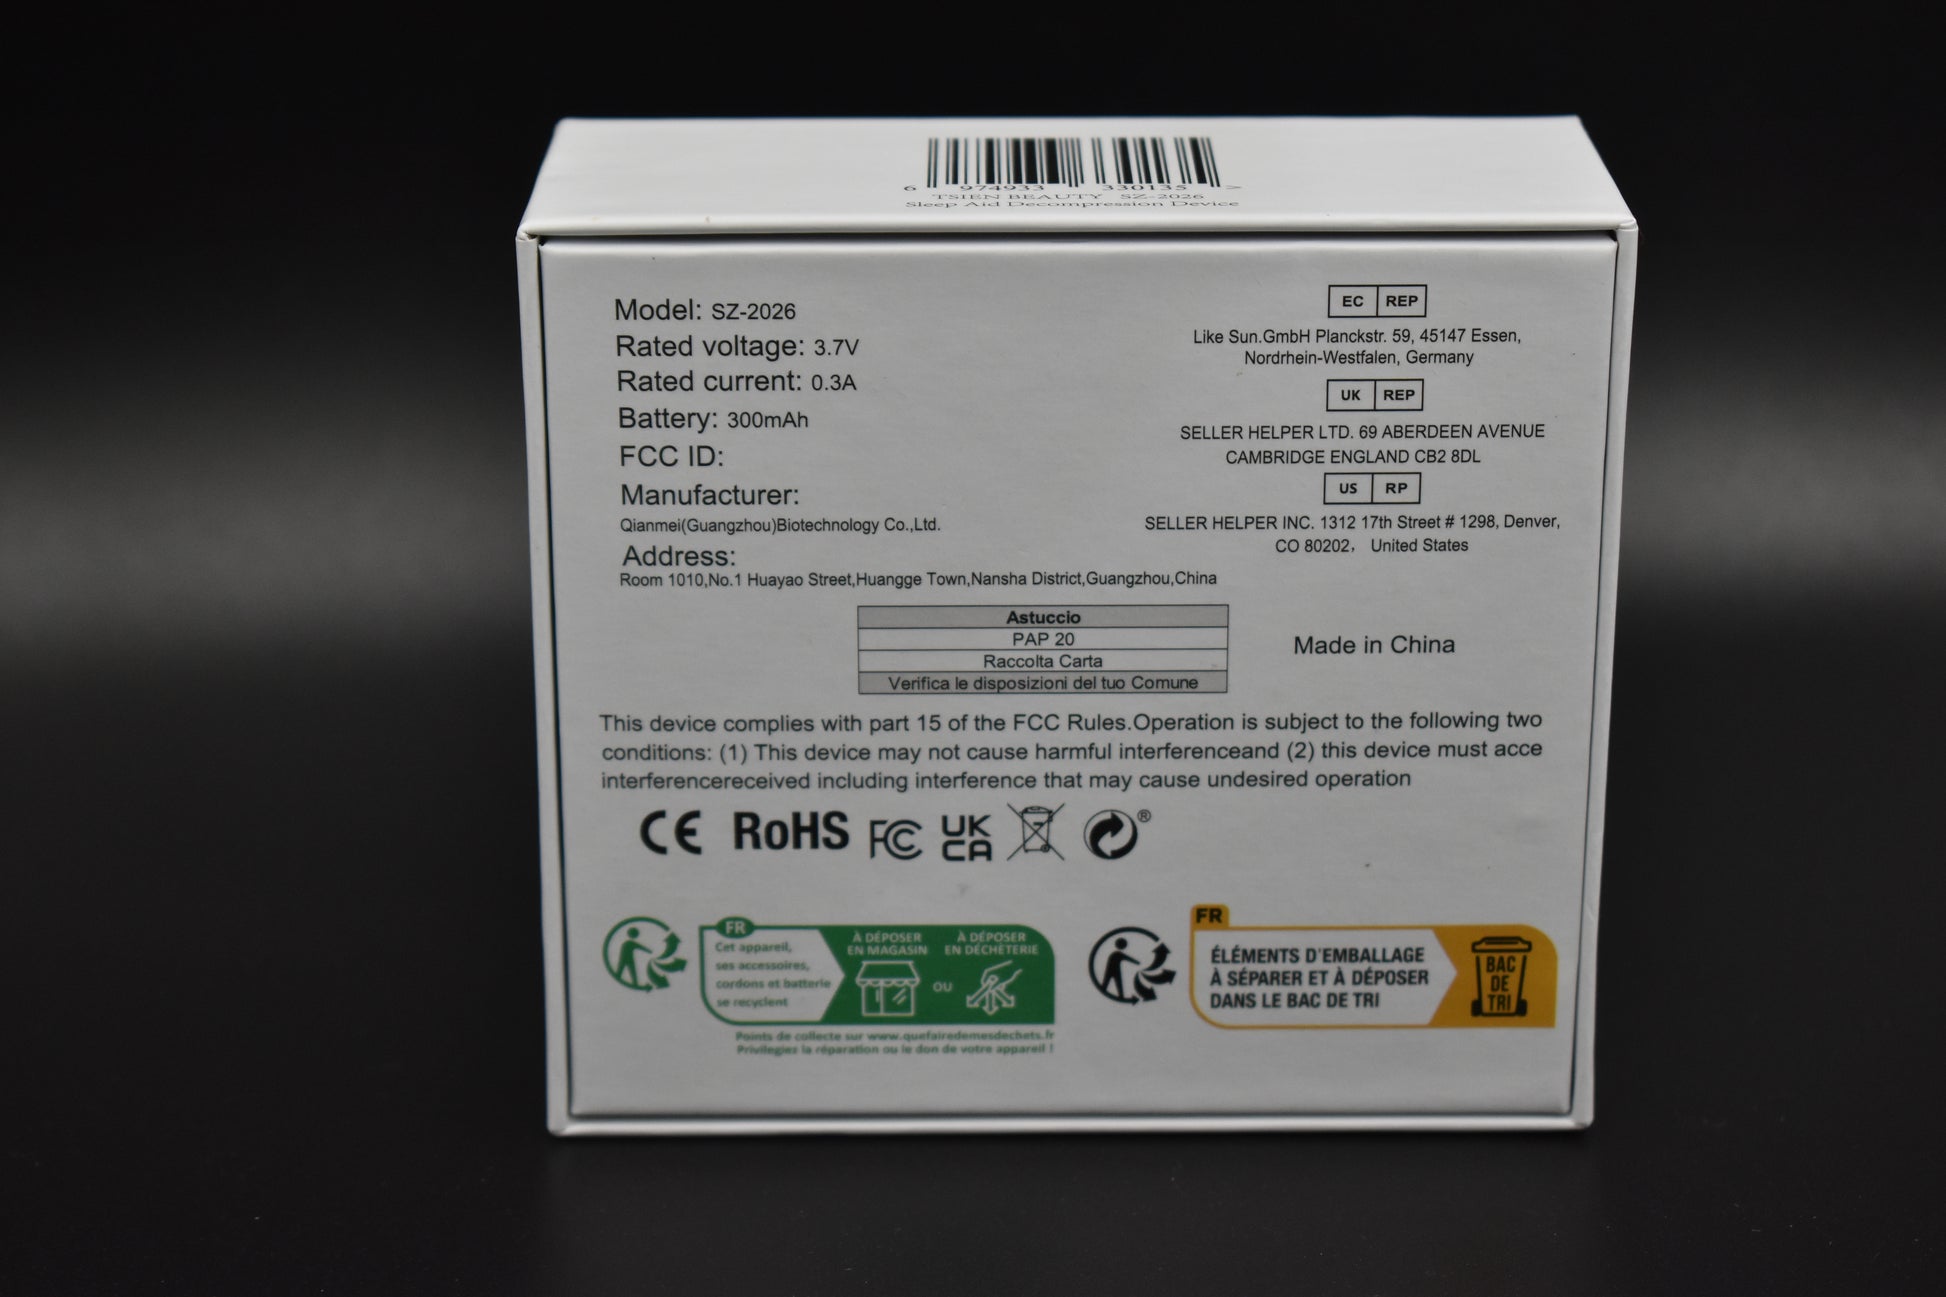 6 974933 330135 >
TSIEN BEAUTY SZ-2026
Sleep Aid Decompression Device
Model: SZ-2026
Rated voltage: 3.7V
Rated current: 0.3A
Battery: 300mAh
FCC ID:
Manufacturer:
Qianmei(Guangzhou)Biotechnology Co.,Ltd.
Address:
Room 1010,No.1 Huayao Street,Huangge Town,Nansha District,Guangzhou,China
EC REP
Like Sun.GmbH Planckstr. 59, 45147 Essen,
Nordrhein-Westfalen, Germany
UK REP
SELLER HELPER LTD. 69 ABERDEEN AVENUE
CAMBRIDGE ENGLAND CB2 8DL
US RP
SELLER HELPER INC. 1312 17th Street # 1298, Denver,
CO 80202， United States
Astuccio
PAP 20
Raccolta Carta
Verifica le disposizioni del tuo Comune
Made in China
This device complies with part 15 of the FCC Rules.Operation is subject to the following two
conditions: (1) This device may not cause harmful interferenceand (2) this device must acce
interferencereceived including interference that may cause undesired operation
CE RoHS FC UK
CA
®
FR
Cet appareil,
ses accessoires,
cordons et batterie
se recyclent
À DÉPOSER
EN MAGASIN
OU
À DÉPOSER
EN DÉCHÈTERIE
Points de collecte sur www.quefairedemesdechets.fr
Privilégiez la réparation ou le don de votre appareil !
FR
ÉLÉMENTS D'EMBALLAGE
À SÉPARER ET À DÉPOSER
DANS LE BAC DE TRI
BAC
DE
TRI